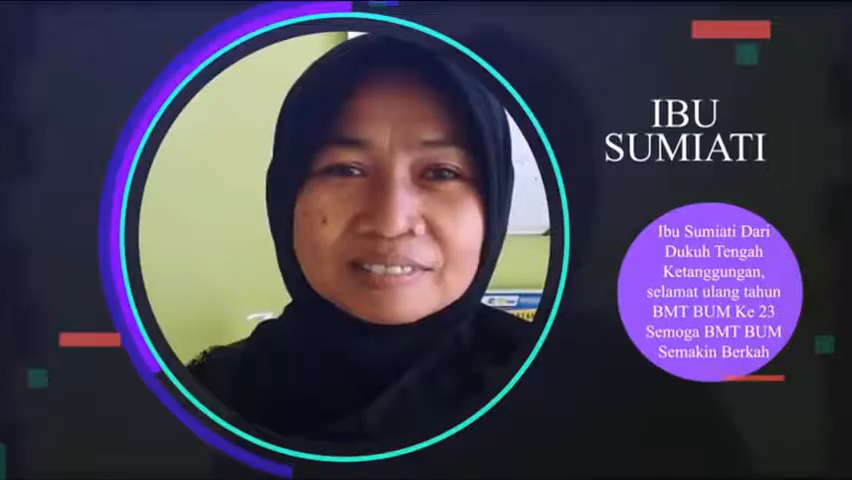 IBU
SUMIATI
Ibu Sumiati Dari
Dukuh Tengah
Ketanggungan,
selamat ulang tahun
BMT BUM Ke 23
Semoga BMT BUM
Semakin Berkah